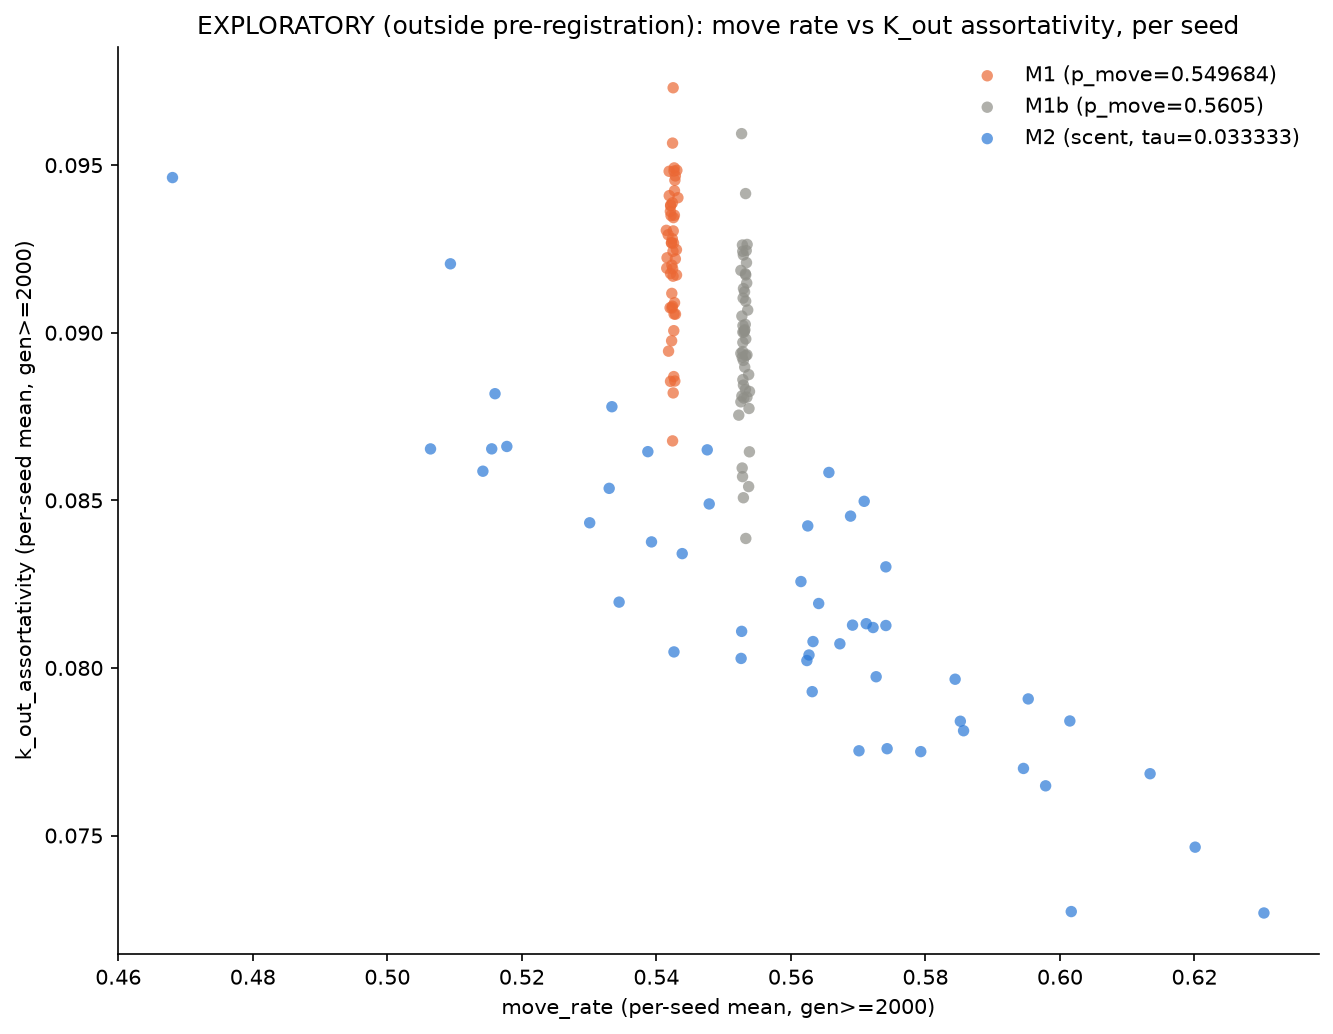 EXPLORATORY (outside pre-registration): move rate vs K_out assortativity, per seed
M1 (p_move=0.549684)
M1b (p_move=0.5605)
M2 (scent, tau=0.033333)
k_out_assortativity (per-seed mean, gen>=2000)
0.095
0.090
0.085
0.080
0.075
0.46 0.48 0.50 0.52 0.54 0.56 0.58 0.60 0.62
move_rate (per-seed mean, gen>=2000)